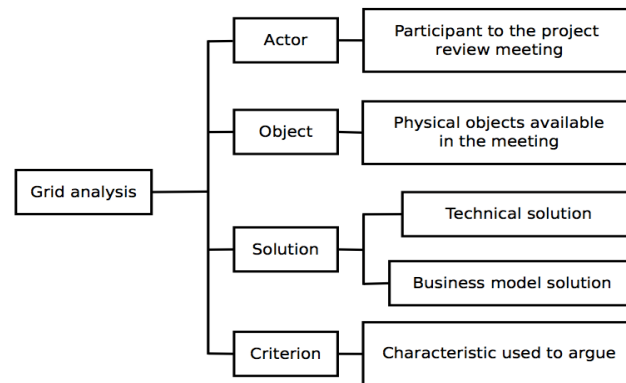 Actor
Participant to the project
review meeting
Object
Physical objects available
in the meeting
Grid analysis
Solution
Technical solution
Business model solution
Criterion
Characteristic used to argue